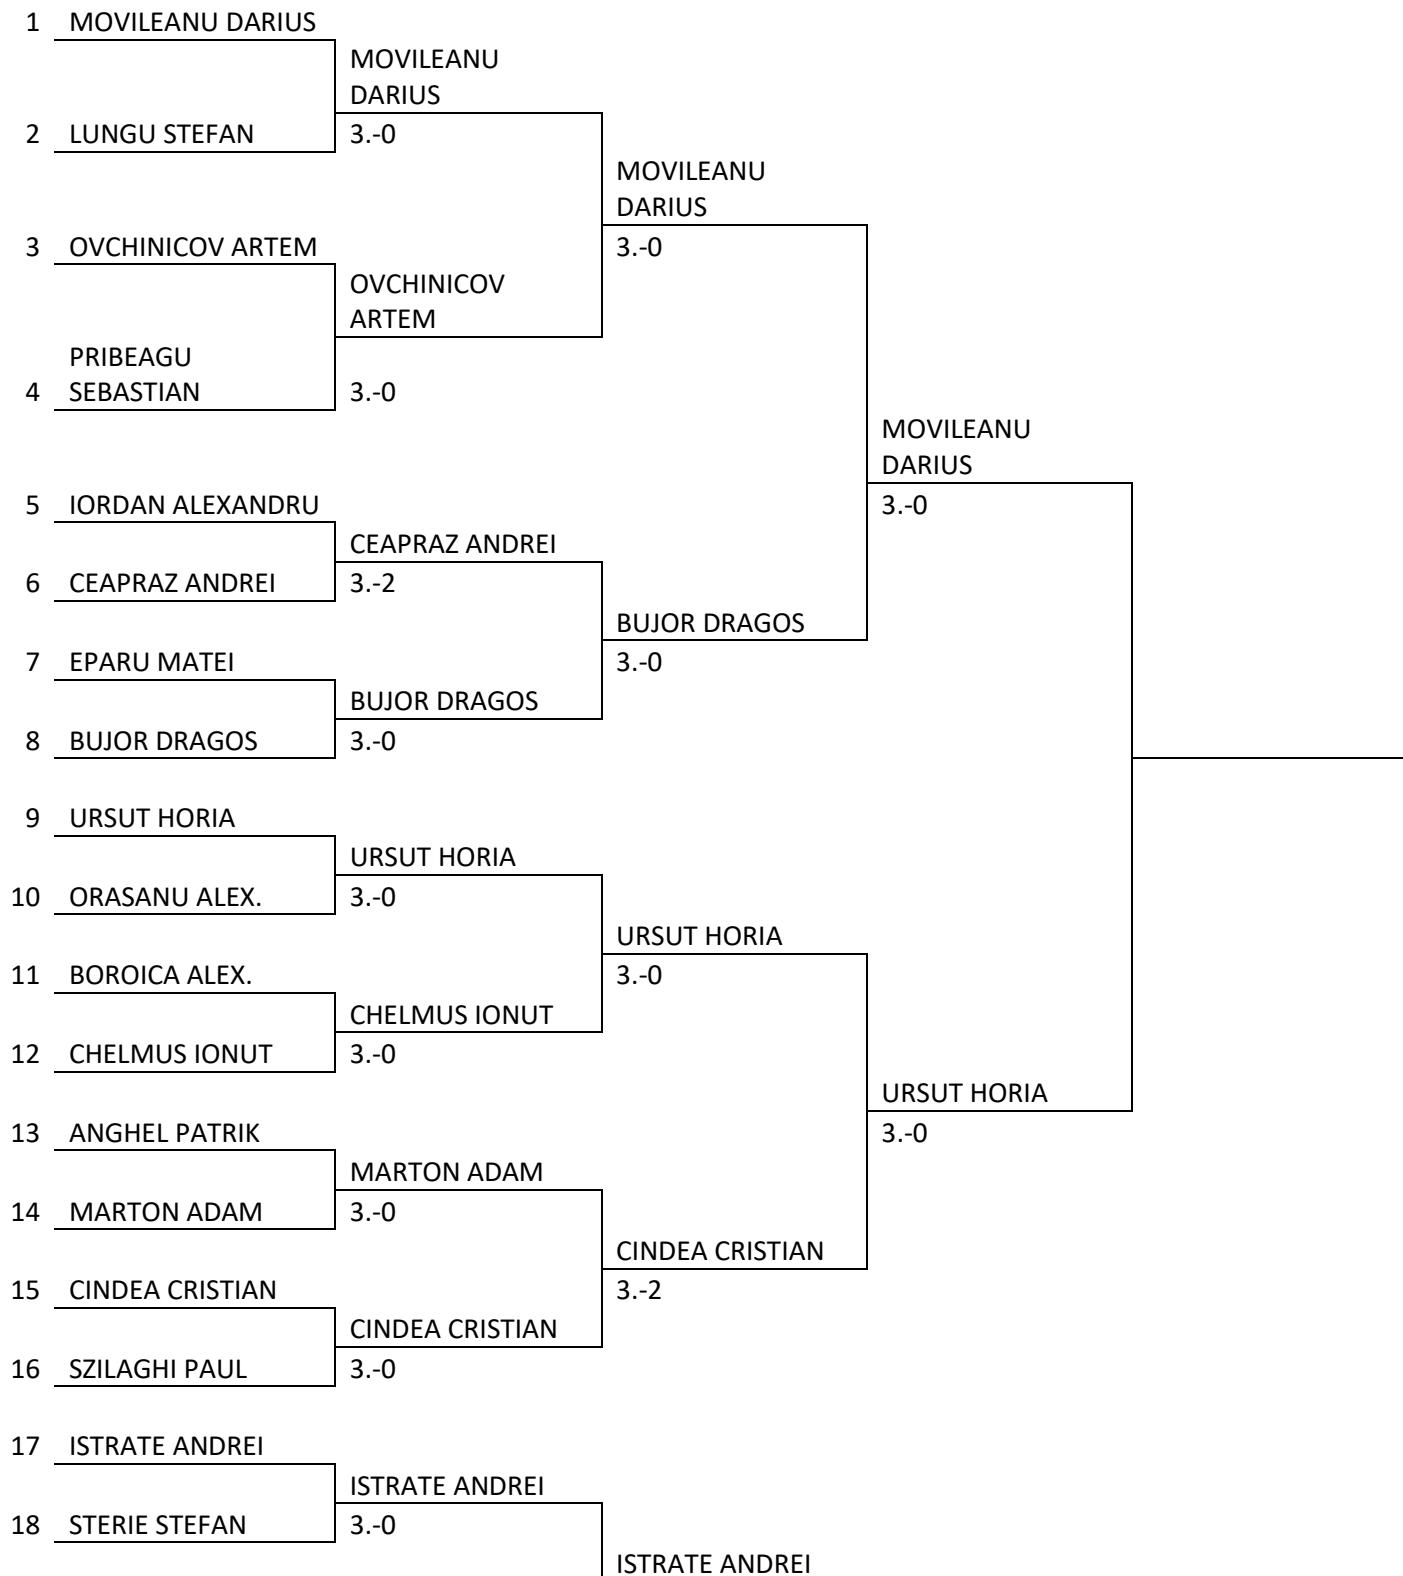 1 MOVILEANU DARIUS
MOVILEANU
DARIUS
2 LUNGU STEFAN 3.-0
MOVILEANU
DARIUS
3 OVCHINICOV ARTEM 3.-0
OVCHINICOV
ARTEM
PRIBEAGU
4 SEBASTIAN 3.-0
MOVILEANU
DARIUS
5 IORDAN ALEXANDRU 3.-0
CEAPRAZ ANDREI
6 CEAPRAZ ANDREI 3.-2
BUJOR DRAGOS
7 EPARU MATEI 3.-0
BUJOR DRAGOS
8 BUJOR DRAGOS 3.-0
9 URSUT HORIA
URSUT HORIA
10 ORASANU ALEX. 3.-0
URSUT HORIA
11 BOROICA ALEX. 3.-0
CHELMUS IONUT
12 CHELMUS IONUT 3.-0
URSUT HORIA
13 ANGHEL PATRIK 3.-0
MARTON ADAM
14 MARTON ADAM 3.-0
CINDEA CRISTIAN
15 CINDEA CRISTIAN 3.-2
CINDEA CRISTIAN
16 SZILAGHI PAUL 3.-0
17 ISTRATE ANDREI
ISTRATE ANDREI
18 STERIE STEFAN 3.-0
ISTRATE ANDREI